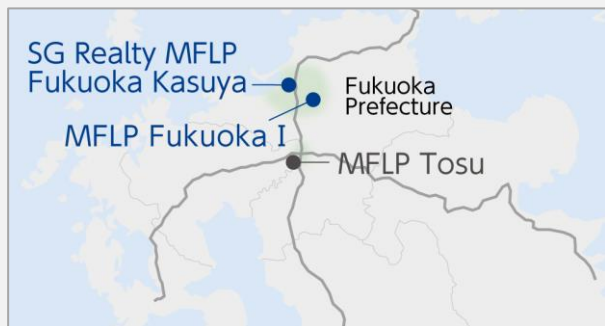 SG Realty MFLP
Fukuoka Kasuya
Fukuoka
Prefecture
MFLP Fukuoka I
MFLP Tosu